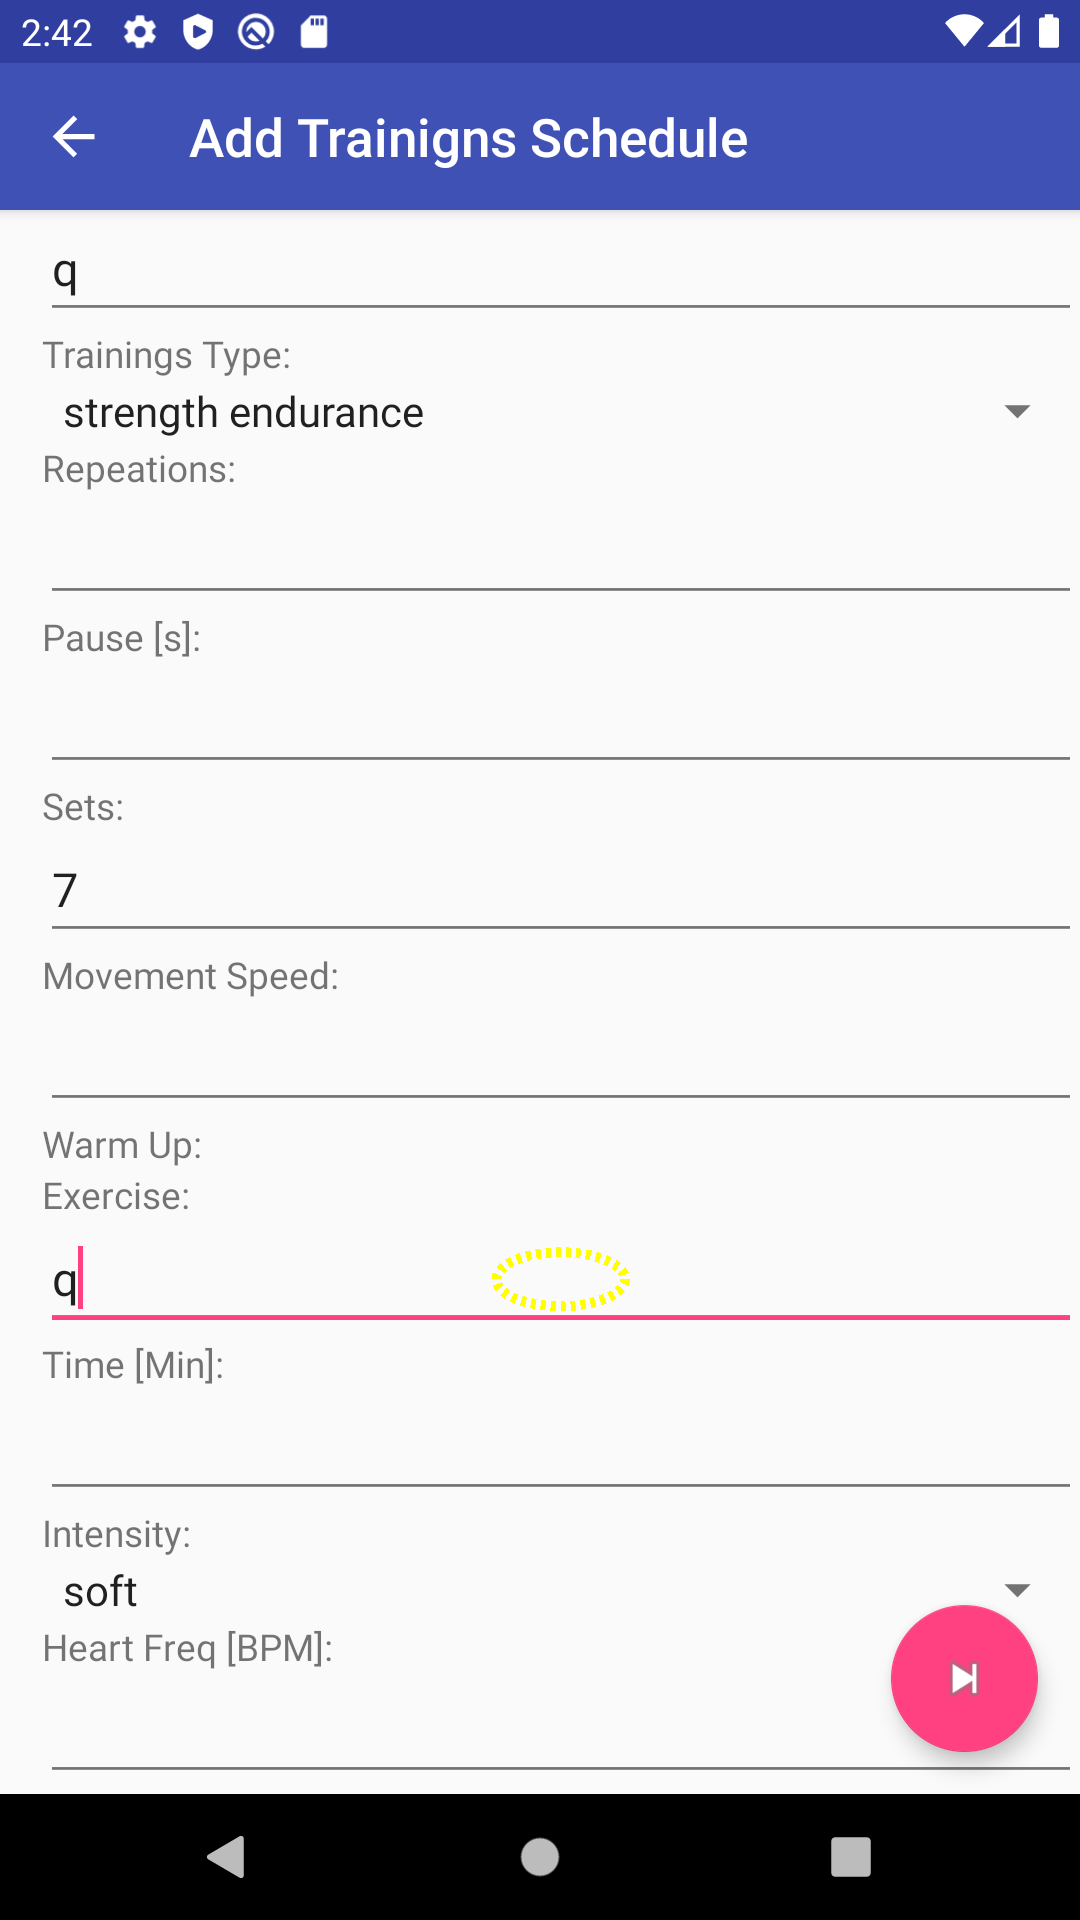 2:42
Add Trainigns Schedule
q
Trainings Type:
strength endurance
Repeations:
Pause [s]:
Sets:
7
Movement Speed:
Warm Up:
Exercise:
q
Time [Min]:
Intensity:
soft
Heart Freq [BPM]: